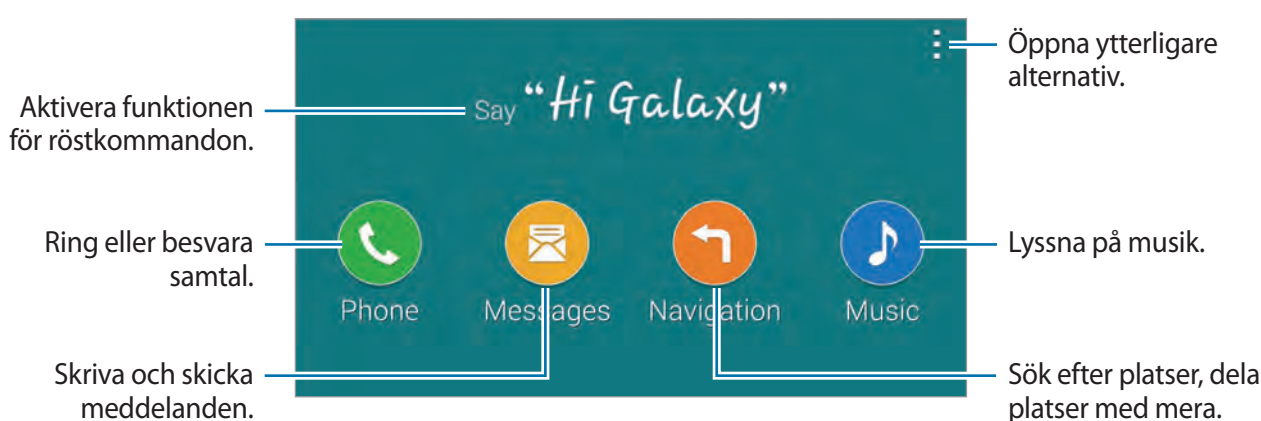 Öppna ytterligare
alternativ.
Aktivera funktionen
för röstkommandon.
Say “Hi Galaxy”
Ring eller besvara
samtal.
Lyssna på musik.
Phone Messages Navigation Music
Skriva och skicka
meddelanden.
Sök efter platser, dela
platser med mera.